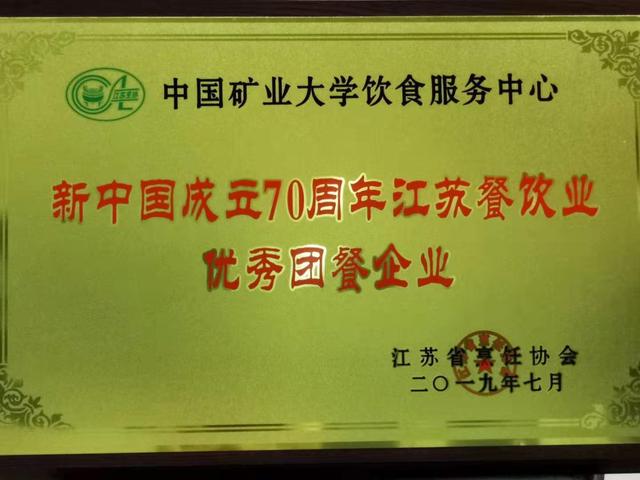 中国矿业大学饮食服务中心
新中国成立70周年江苏餐饮业
优秀团餐企业
江苏省烹饪协会
二〇一九年七月